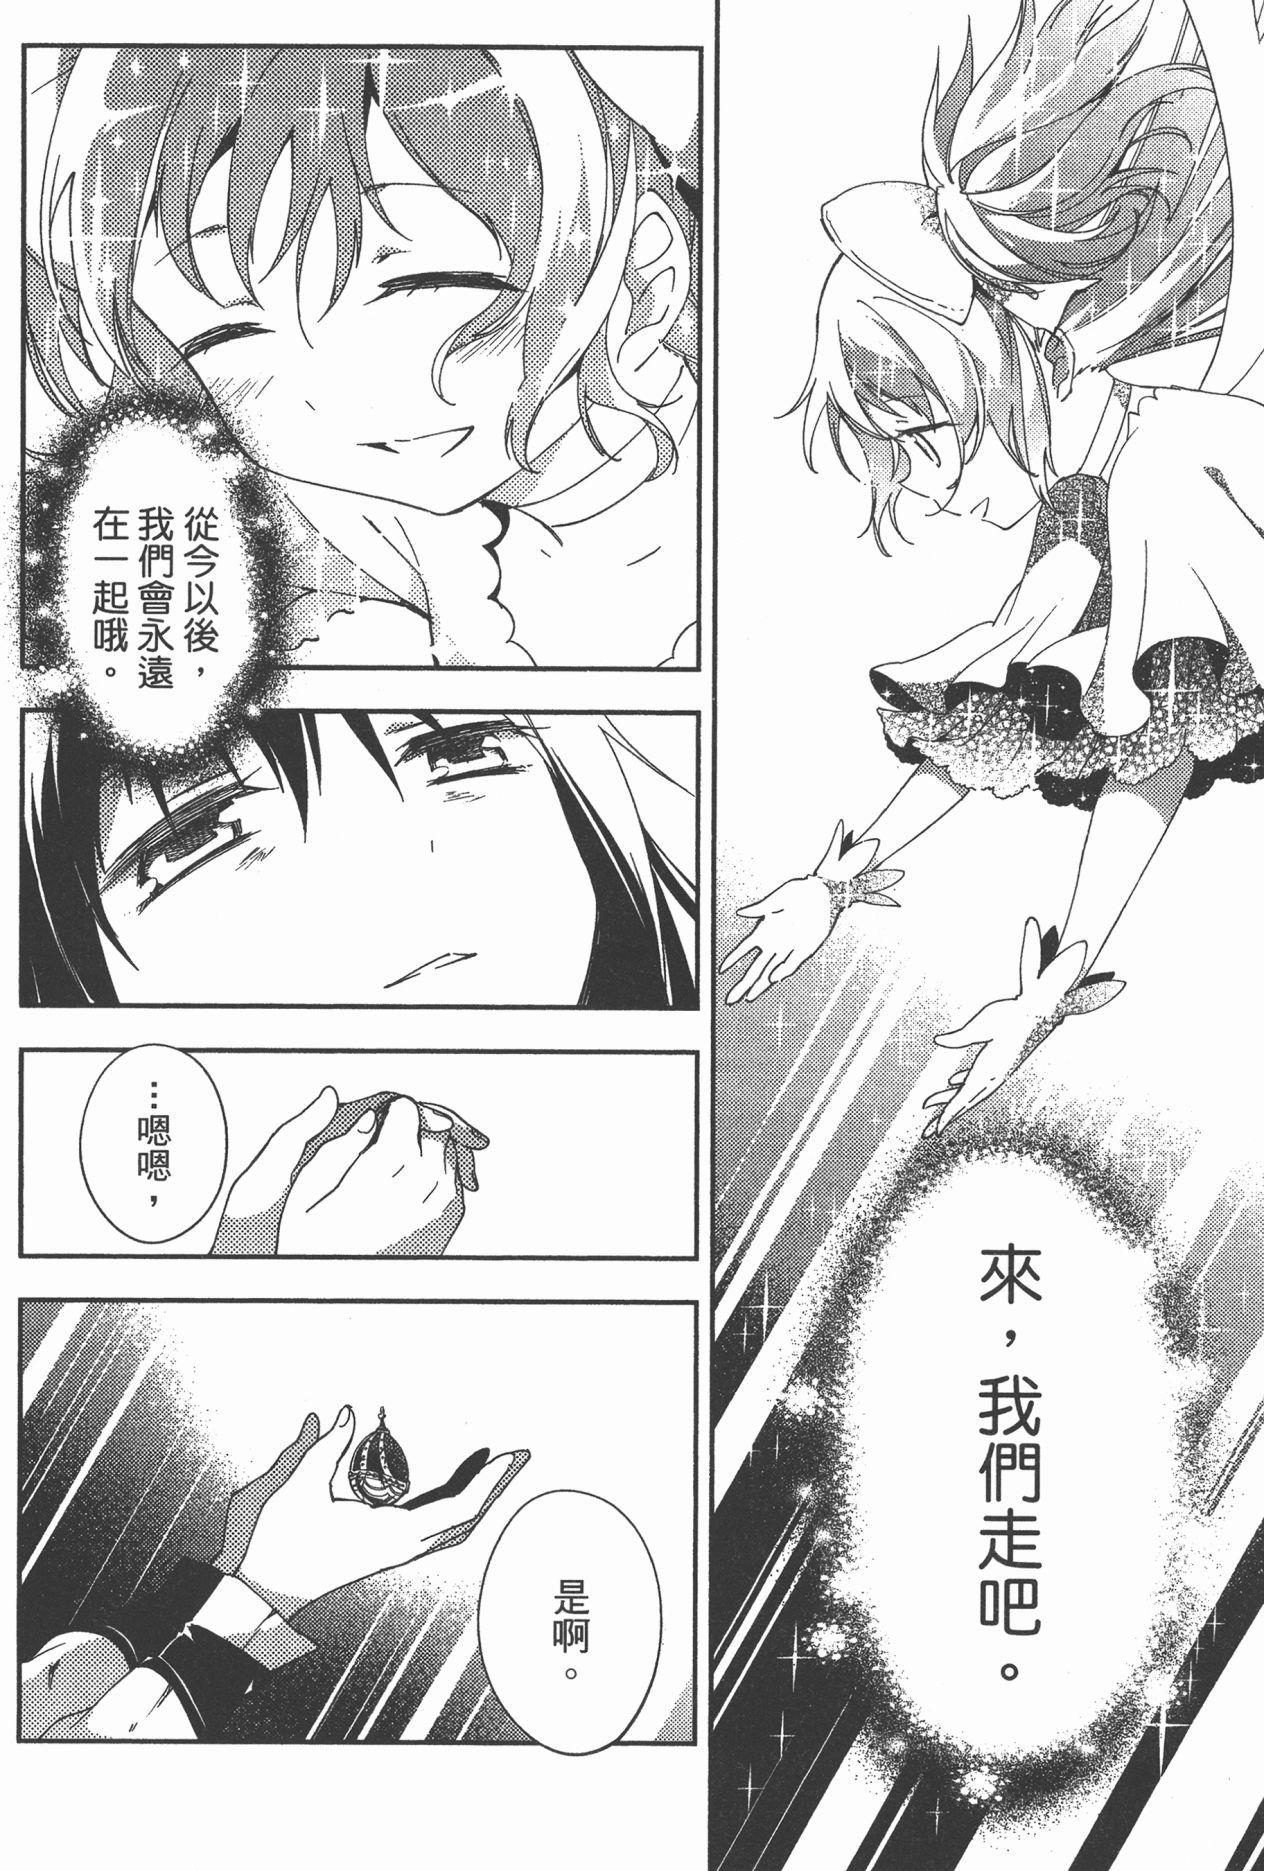 來，我們走吧。
從今以後，
我們會永遠
在一起哦。
…嗯嗯，
是啊。